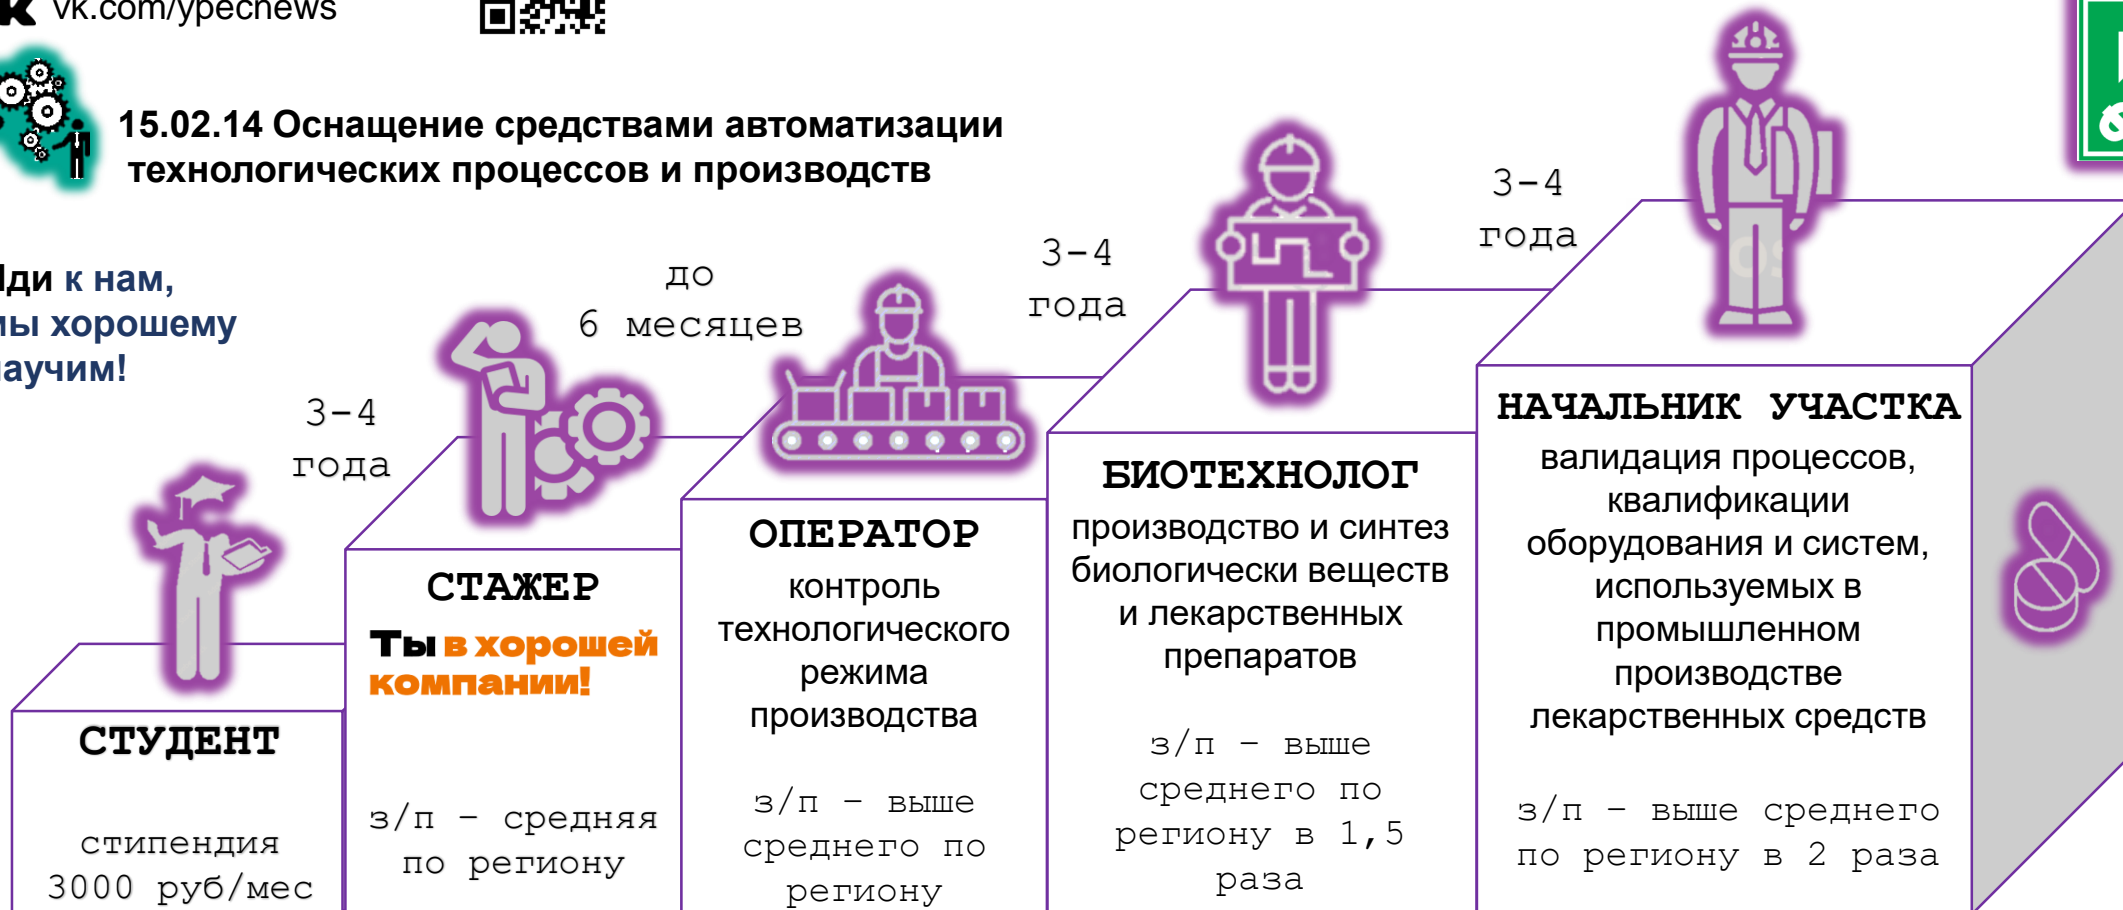 vk.com/ypecnews
15.02.14 Оснащение средствами автоматизации
технологических процессов и производств
к нам,
хорошему
3-4
года
до
6 месяцев
3-4
года
3-4
года
СТУДЕНТ
стипендия
3000 руб/мес
СТАЖЕР
Ты в хорошей
компании!
з/п – средняя
по региону
ОПЕРАТОР
контроль
технологического
режима
производства
з/п – выше
среднего по
региону
БИОТЕХНОЛОГ
производство и синтез
биологически веществ
и лекарственных
препаратов
з/п – выше
среднего по
региону в 1,5
раза
НАЧАЛЬНИК УЧАСТКА
валидация процессов,
квалификации
оборудования и систем,
используемых в
промышленном
производстве
лекарственных средств
з/п – выше среднего
по региону в 2 раза